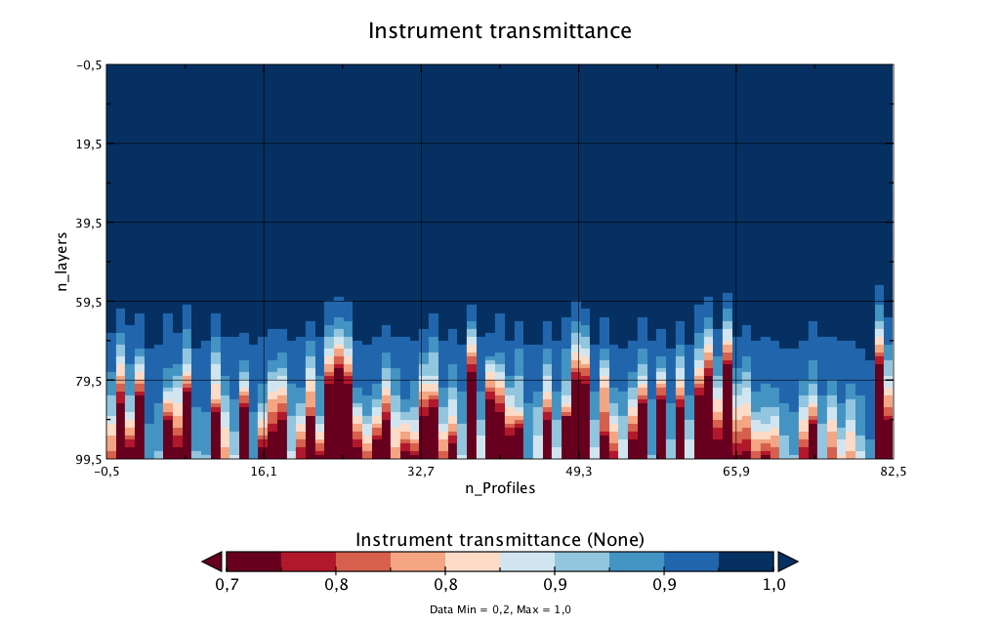 Instrument transmittance
−0,5
19,5
39,5
59,5
79,5
99,5
n_layers
−0,5 16,1 32,7 49,3 65,9 82,5
n_Profiles
Instrument transmittance (None)
0,7 0,8 0,8 0,9 0,9 1,0
Data Min = 0,2, Max = 1,0